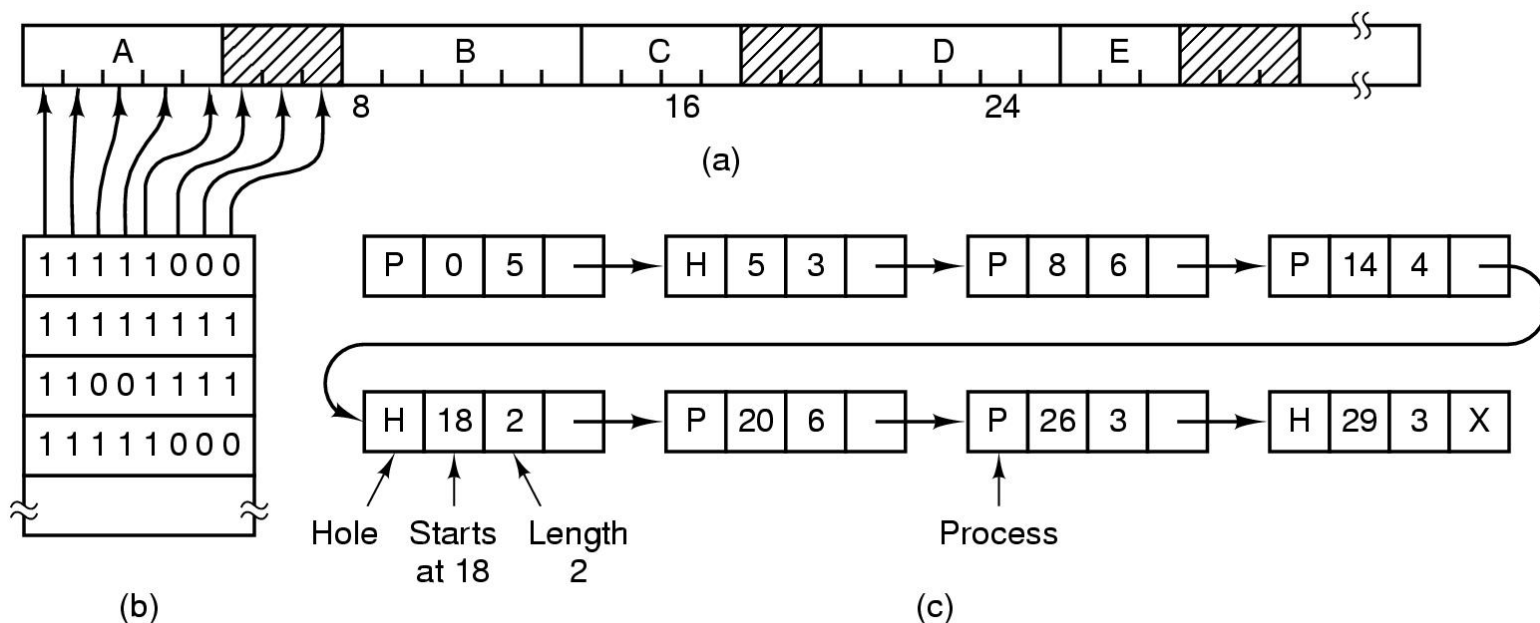 A B C D E
8 16 24
(a)
1 1 1 1 1 0 0 0
1 1 1 1 1 1 1 1
1 1 0 0 1 1 1 1
1 1 1 1 1 0 0 0
(b)
P 0 5 H 5 3 P 8 6 P 14 4
H 18 2 P 20 6 P 26 3 H 29 3 X
Hole Starts Length Process
at 18 2
(c)